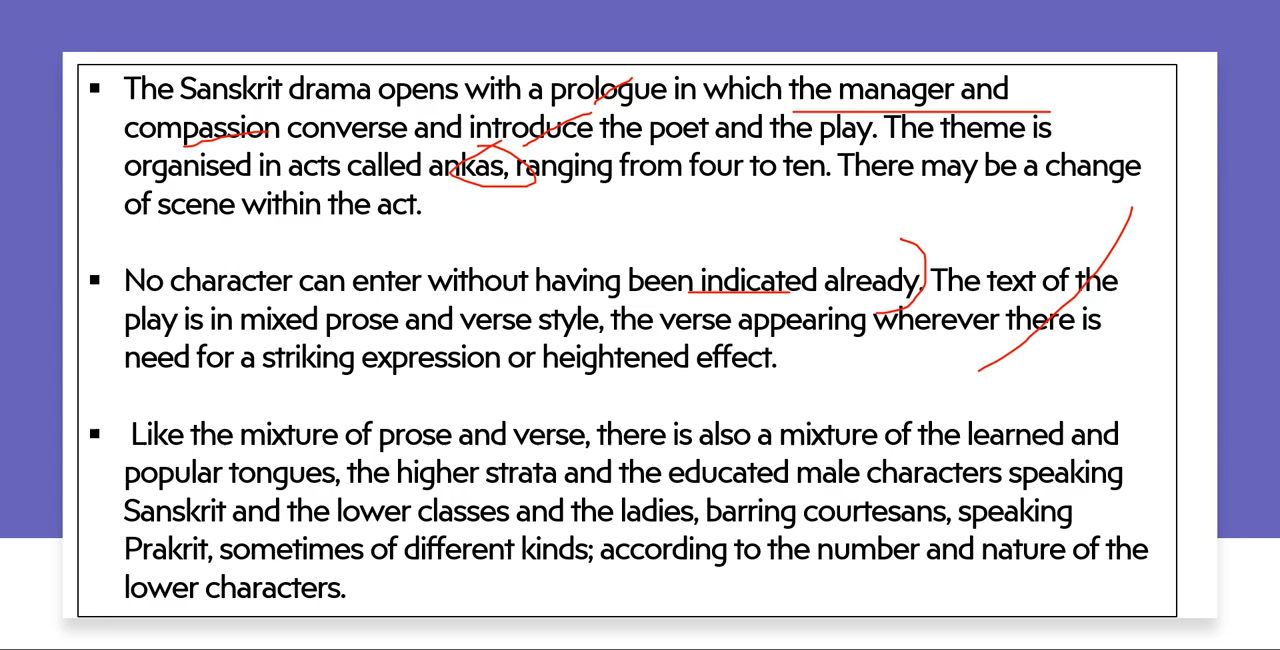 ▪ The Sanskrit drama opens with a prologue in which the manager and
compassion converse and introduce the poet and the play. The theme is
organised in acts called ankas, ranging from four to ten. There may be a change
of scene within the act.
▪ No character can enter without having been indicated already. The text of the
play is in mixed prose and verse style, the verse appearing wherever there is
need for a striking expression or heightened effect.
▪ Like the mixture of prose and verse, there is also a mixture of the learned and
popular tongues, the higher strata and the educated male characters speaking
Sanskrit and the lower classes and the ladies, barring courtesans, speaking
Prakrit, sometimes of different kinds; according to the number and nature of the
lower characters.